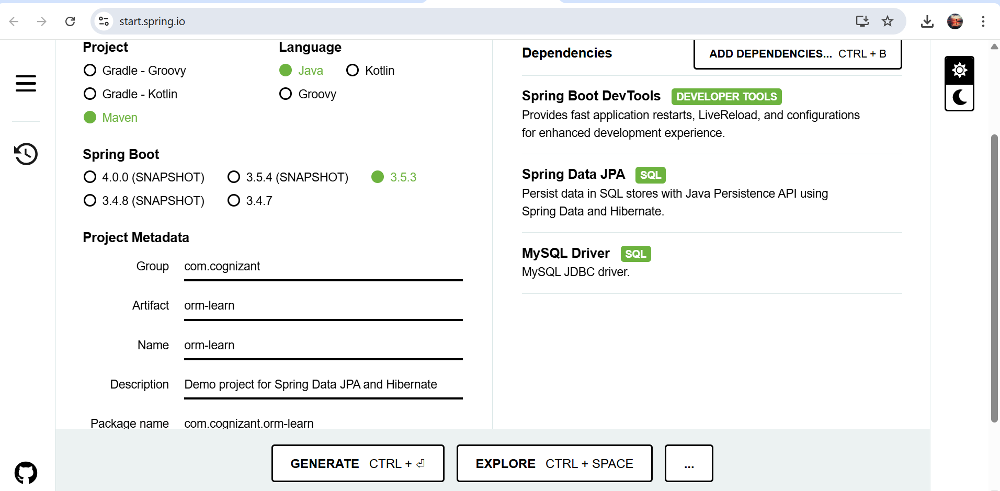 start.spring.io
Project
Gradle - Groovy
Gradle - Kotlin
Maven
Language
Java Kotlin
Groovy
Spring Boot
4.0.0 (SNAPSHOT) 3.5.4 (SNAPSHOT) 3.5.3
3.4.8 (SNAPSHOT) 3.4.7
Project Metadata
Group com.cognizant
Artifact orm-learn
Name orm-learn
Description Demo project for Spring Data JPA and Hibernate
Package name com.cognizant.orm-learn
Dependencies ADD DEPENDENCIES... CTRL + B
Spring Boot DevTools DEVELOPER TOOLS
Provides fast application restarts, LiveReload, and configurations
for enhanced development experience.
Spring Data JPA SQL
Persist data in SQL stores with Java Persistence API using
Spring Data and Hibernate.
MySQL Driver SQL
MySQL JDBC driver.
GENERATE CTRL + ⏎ EXPLORE CTRL + SPACE ...